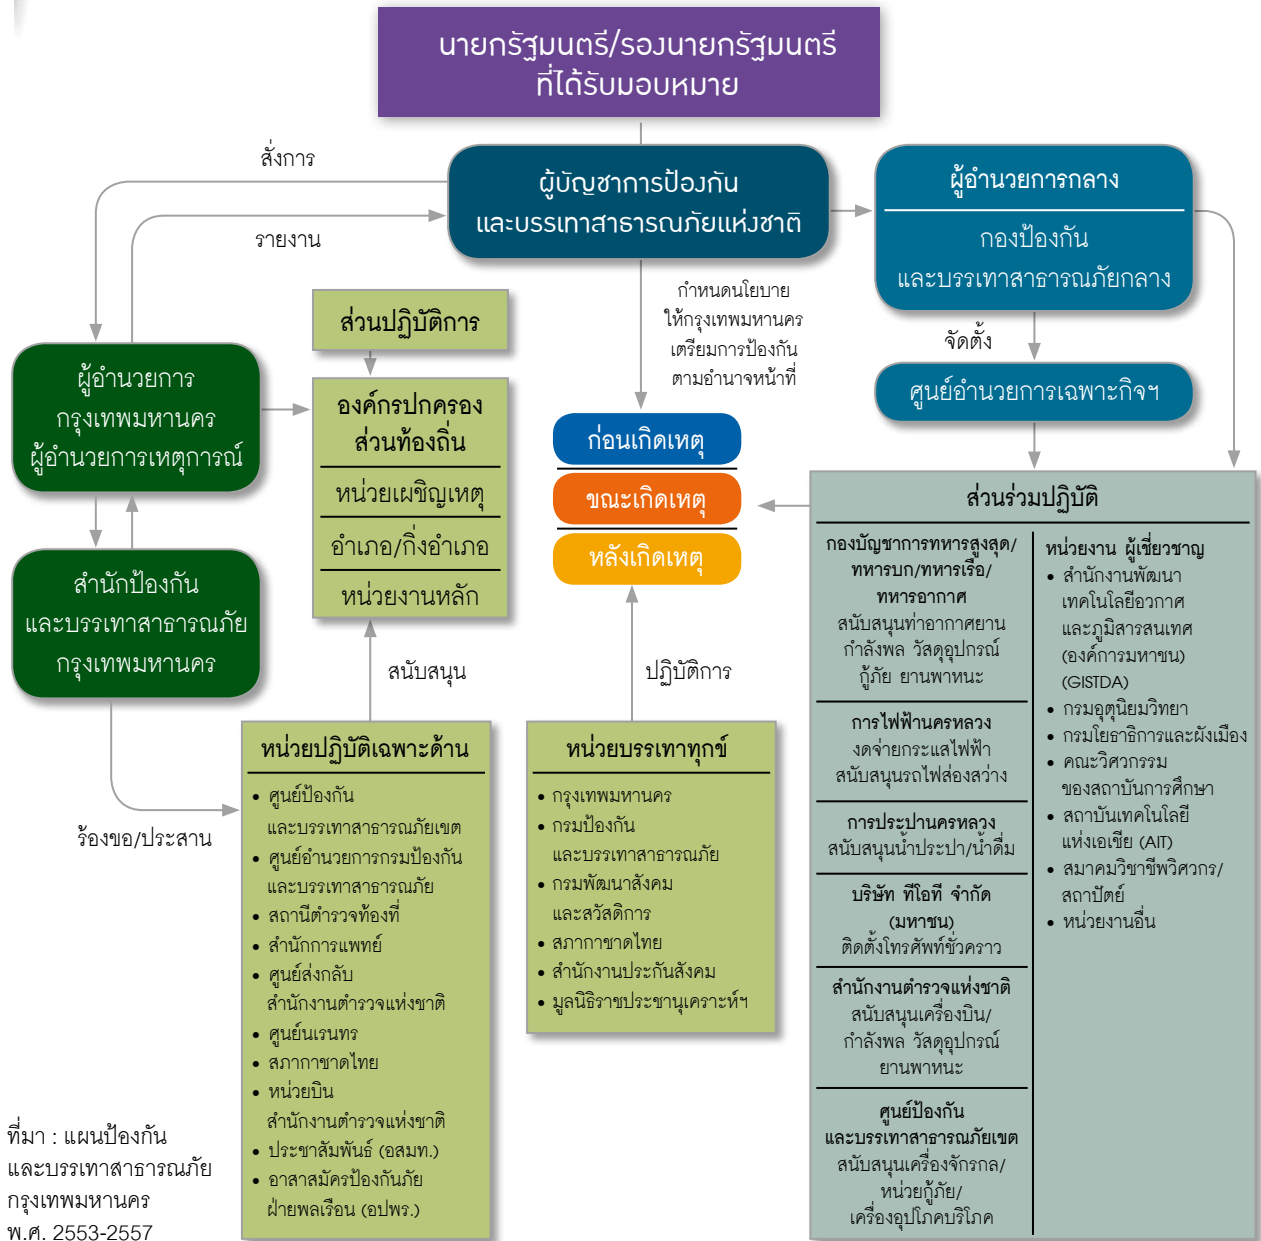 นายกรัฐมนตรี/รองนายกรัฐมนตรี
ที่ได้รับมอบหมาย
สั่งการ
รายงาน
ผู้บัญชาการป้องกัน
และบรรเทาสาธารณภัยแห่งชาติ
ผู้อำนวยการกลาง
กองป้องกัน
และบรรเทาสาธารณภัยกลาง
กำหนดนโยบาย
ให้กรุงเทพมหานคร
เตรียมการป้องกัน
ตามอำนาจหน้าที่
จัดตั้ง
ศูนย์อำนวยการเฉพาะกิจฯ
ส่วนปฏิบัติการ
ผู้อำนวยการ
กรุงเทพมหานคร
ผู้อำนวยการเหตุการณ์
องค์กรปกครอง
ส่วนท้องถิ่น
หน่วยเผชิญเหตุ
อำเภอ/กิ่งอำเภอ
หน่วยงานหลัก
ก่อนเกิดเหตุ
ขณะเกิดเหตุ
หลังเกิดเหตุ
สำนักป้องกัน
และบรรเทาสาธารณภัย
กรุงเทพมหานคร
สนับสนุน
ปฏิบัติการ
ร้องขอ/ประสาน
หน่วยปฏิบัติเฉพาะด้าน
• ศูนย์ป้องกัน
และบรรเทาสาธารณภัยเขต
• ศูนย์อำนวยการกรมป้องกัน
และบรรเทาสาธารณภัย
• สถานีตำรวจท้องที่
• สำนักการแพทย์
• ศูนย์ส่งกลับ
สำนักงานตำรวจแห่งชาติ
• ศูนย์นเรนทร
• สภากาชาดไทย
• หน่วยบิน
สำนักงานตำรวจแห่งชาติ
• ประชาสัมพันธ์ (อสมท.)
• อาสาสมัครป้องกันภัย
ฝ่ายพลเรือน (อปพร.)
หน่วยบรรเทาทุกข์
• กรุงเทพมหานคร
• กรมป้องกัน
และบรรเทาสาธารณภัย
• กรมพัฒนาสังคม
และสวัสดิการ
• สภากาชาดไทย
• สำนักงานประกันสังคม
• มูลนิธิราชประชานุเคราะห์ฯ
ส่วนร่วมปฏิบัติ
กองบัญชาการทหารสูงสุด/
ทหารบก/ทหารเรือ/
ทหารอากาศ
สนับสนุนท่าอากาศยาน
กำลังพล วัสดุอุปกรณ์
กู้ภัย ยานพาหนะ
การไฟฟ้านครหลวง
งดจ่ายกระแสไฟฟ้า
สนับสนุนรถไฟส่องสว่าง
การประปานครหลวง
สนับสนุนน้ำประปา/น้ำดื่ม
บริษัท ทีโอที จำกัด
(มหาชน)
ติดตั้งโทรศัพท์ชั่วคราว
สำนักงานตำรวจแห่งชาติ
สนับสนุนเครื่องบิน/
กำลังพล วัสดุอุปกรณ์
ยานพาหนะ
ศูนย์ป้องกัน
และบรรเทาสาธารณภัยเขต
สนับสนุนเครื่องจักรกล/
หน่วยกู้ภัย/
เครื่องอุปโภคบริโภค
หน่วยงาน ผู้เชี่ยวชาญ
• สำนักงานพัฒนา
เทคโนโลยีอวกาศ
และภูมิสารสนเทศ
(องค์การมหาชน)
(GISTDA)
• กรมอุตุนิยมวิทยา
• กรมโยธาธิการและผังเมือง
• คณะวิศวกรรม
ของสถาบันการศึกษา
• สถาบันเทคโนโลยี
แห่งเอเชีย (AIT)
• สมาคมวิชาชีพวิศวกร/
สถาปัตย์
• หน่วยงานอื่น
ที่มา : แผนป้องกัน
และบรรเทาสาธารณภัย
กรุงเทพมหานคร
พ.ศ. 2553-2557